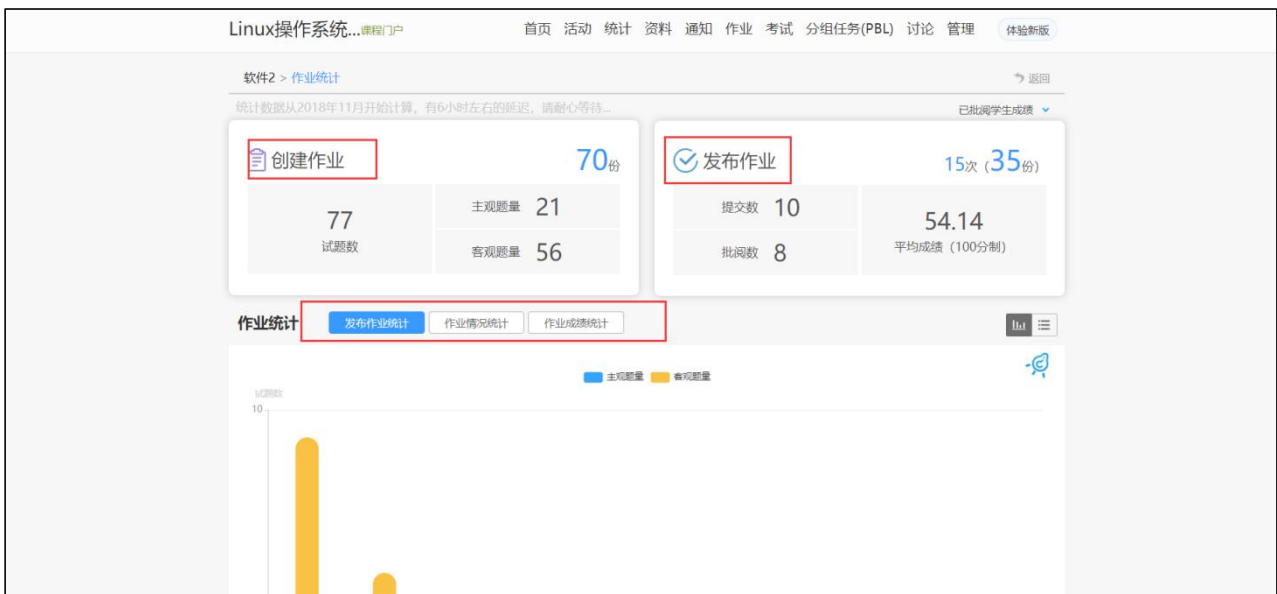 Linux操作系统...课程门户 首页 活动 统计 资料 通知 作业 考试 分组任务(PBL) 讨论 管理 体验新版
软件2 > 作业统计 返回
统计数据从2018年11月开始计算，有6小时左右的延迟，请耐心等待... 已批阅学生成绩
创建作业 70份
77
试题数
主观题量 21
客观题量 56
发布作业 15次（35份）
提交数 10
批阅数 8
54.14
平均成绩（100分制）
作业统计 发布作业统计 作业情况统计 作业成绩统计
主观题量 客观题量
试题数
10